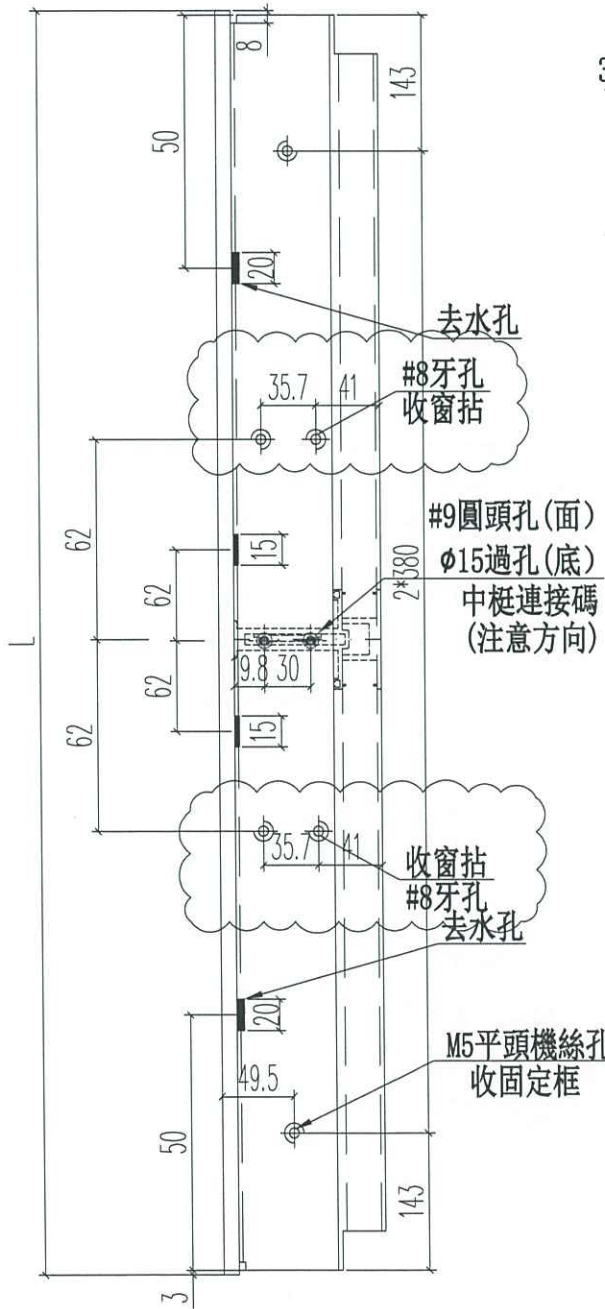 8
143
50
20
去水孔
35.7
41
#8牙孔
收窗拈
62
15
#9圓頭孔(面)
φ15過孔(底)
中梃連接碼
(注意方向)
62
2*380
L
9.8
30
62
15
62
35.7
41
收窗拈
#8牙孔
去水孔
20
49.5
M5平頭機絲孔
收固定框
50
143
3